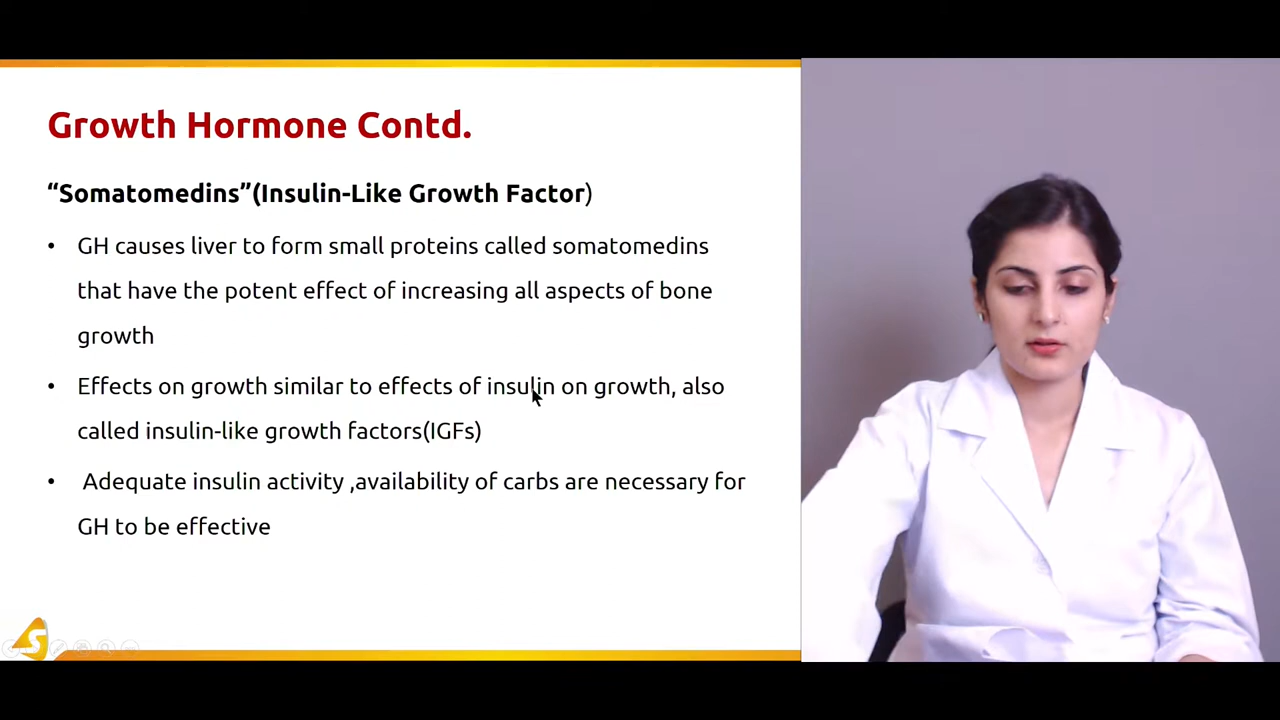 Growth Hormone Contd.
“Somatomedins”(Insulin-Like Growth Factor)
• GH causes liver to form small proteins called somatomedins
that have the potent effect of increasing all aspects of bone
growth
• Effects on growth similar to effects of insulin on growth, also
called insulin-like growth factors(IGFs)
• Adequate insulin activity ,availability of carbs are necessary for
GH to be effective
S